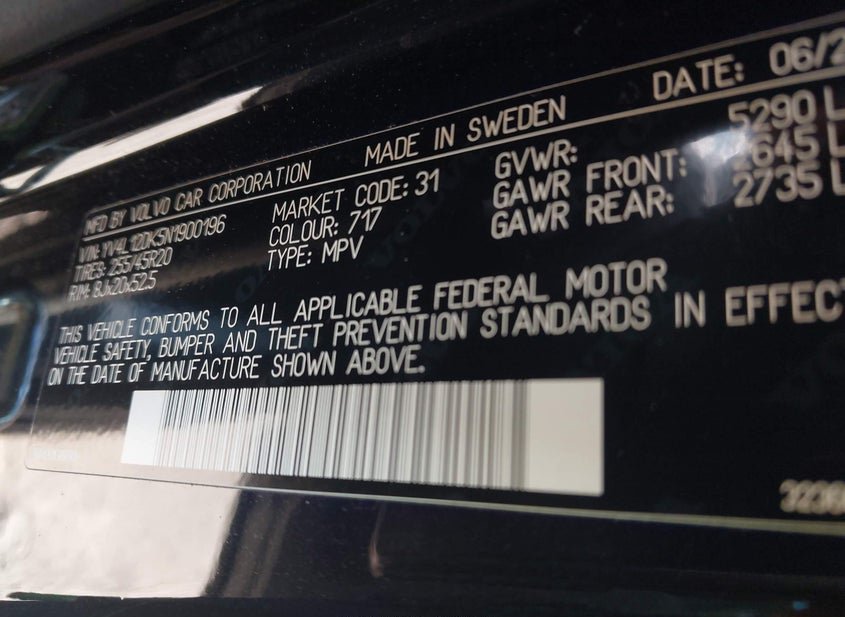 DATE: 06/2
MFD BY VOLVO CAR CORPORATION MADE IN SWEDEN
VIN: YV4L12DK5N1900196 MARKET CODE: 31 GVWR: 5290 L
TIRES: 255/45R20 COLOUR: 717 GAWR FRONT: 2645 L
RIM: 8Jx20x52.5 TYPE: MPV GAWR REAR: 2735 L
THIS VEHICLE CONFORMS TO ALL APPLICABLE FEDERAL MOTOR
VEHICLE SAFETY, BUMPER AND THEFT PREVENTION STANDARDS IN EFFECT
ON THE DATE OF MANUFACTURE SHOWN ABOVE.
3236